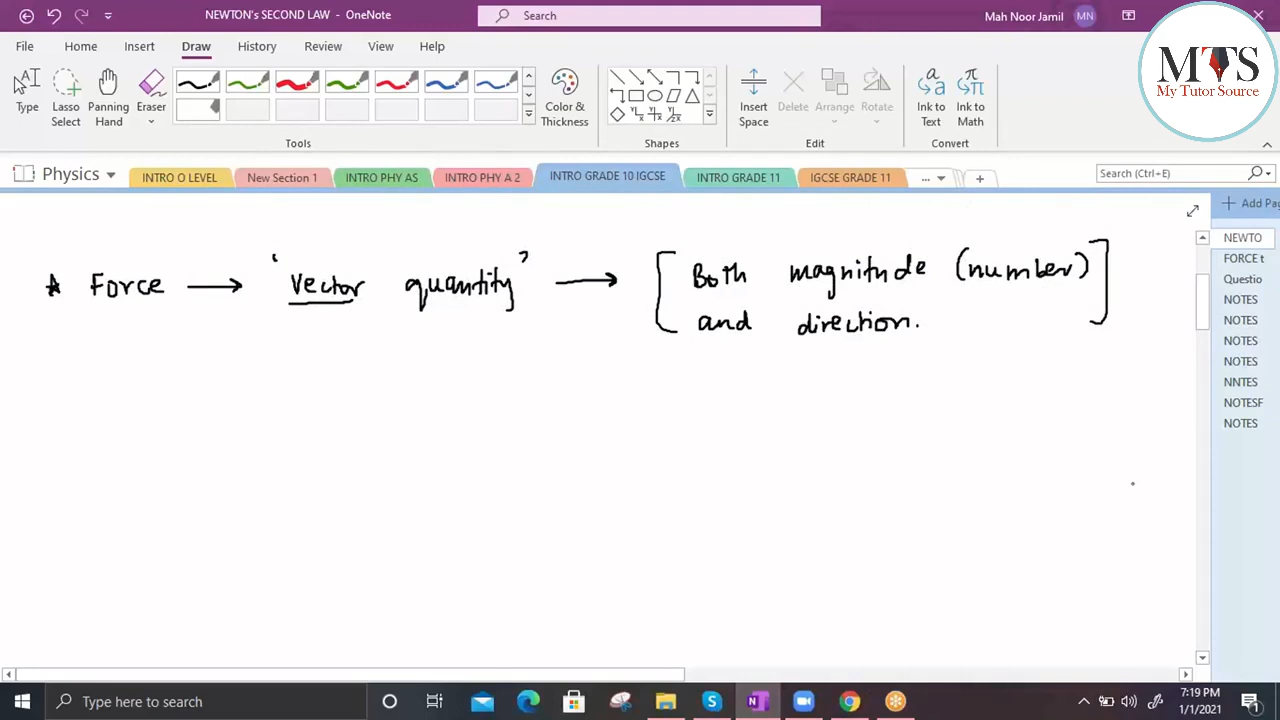 NEWTON's SECOND LAW - OneNote
Search
Mah Noor Jamil MN
File Home Insert Draw History Review View Help
MTS
My Tutor Source
Type
Lasso Select
Panning Hand
Eraser
Color & Thickness
Insert Space
Delete
Arrange
Rotate
Ink to Text
Ink to Math
Tools
Shapes
Edit
Convert
Physics
INTRO O LEVEL
New Section 1
INTRO PHY AS
INTRO PHY A 2
INTRO GRADE 10 IGCSE
INTRO GRADE 11
IGCSE GRADE 11
...
Search (Ctrl+E)
Add Pag
Force → ‘vector quantity’ → [Both magnitude (number)
and direction.]
NEWTO
FORCE t
Questio
NOTES
NOTES
NOTES
NOTES
NNTES
NOTESF
NOTES
Type here to search
7:19 PM
1/1/2021